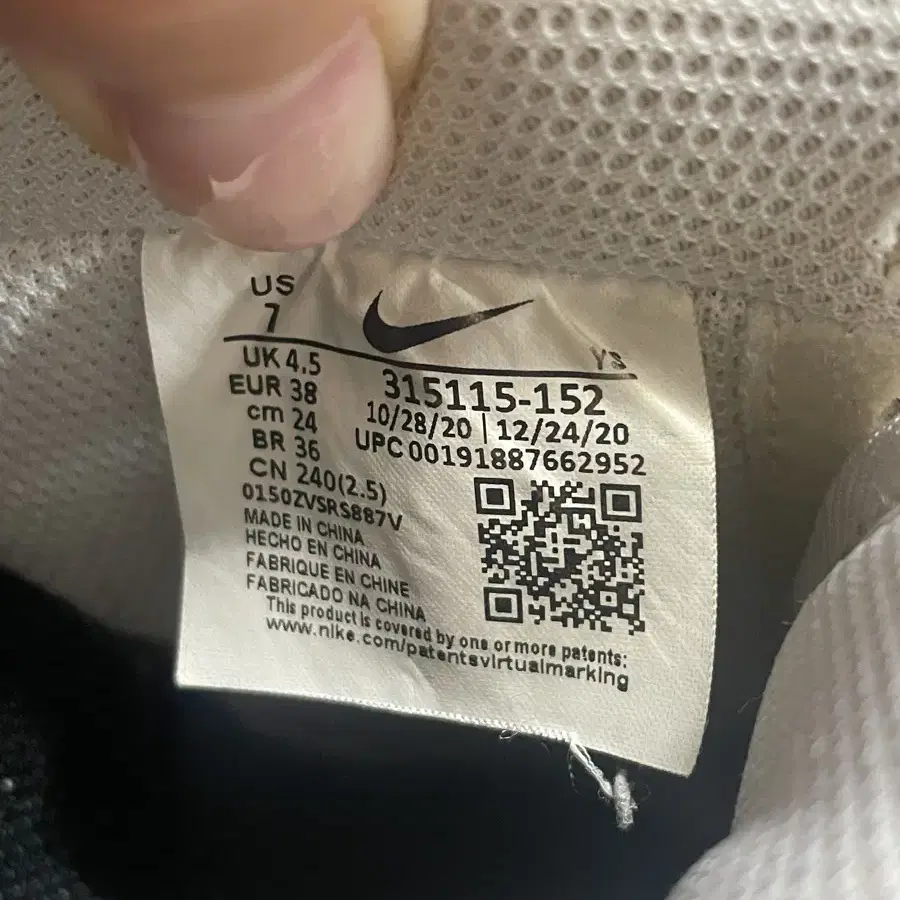 US
7
YS
UK 4.5
EUR 38
cm 24
BR 36
CN 240(2.5)
315115-152
10/28/20 | 12/24/20
UPC 00191887662952
0150ZVSRS887V
MADE IN CHINA
HECHO EN CHINA
FABRIQUE EN CHINE
FABRICADO NA CHINA
This product is covered by one or more patents:
www.nike.com/patentsvirtualmarking